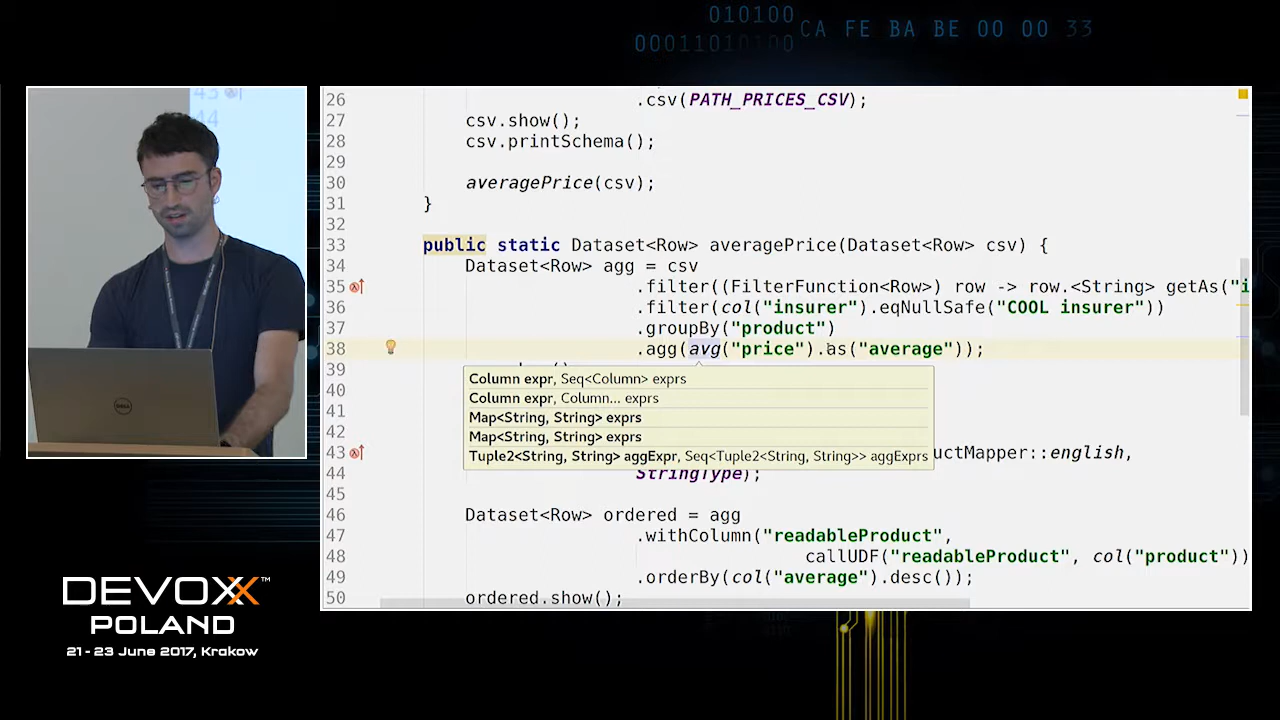 010100
00011010100
CA FE BA BE 00 00 33
44
26 .csv(PATH_PRICES_CSV);
27 csv.show();
28 csv.printSchema();
29
30 averagePrice(csv);
31 }
32
33 public static Dataset<Row> averagePrice(Dataset<Row> csv) {
34 Dataset<Row> agg = csv
35 .filter((FilterFunction<Row>) row -> row.<String> getAs("i
36 .filter(col("insurer").eqNullSafe("COOL insurer"))
37 .groupBy("product")
38 .agg(avg("price").as("average"));
39
Column expr, Seq<Column> exprs
40 Column expr, Column... exprs
41 Map<String, String> exprs
42 Map<String, String> exprs
43 Tuple2<String, String> aggExpr, Seq<Tuple2<String, String>> aggExprs uctMapper::english,
44 StringType);
45
46 Dataset<Row> ordered = agg
47 .withColumn("readableProduct",
48 callUDF("readableProduct", col("product"))
49 .orderBy(col("average").desc());
50 ordered.show();
DELL
DEVOXX™
POLAND
21 - 23 June 2017, Krakow